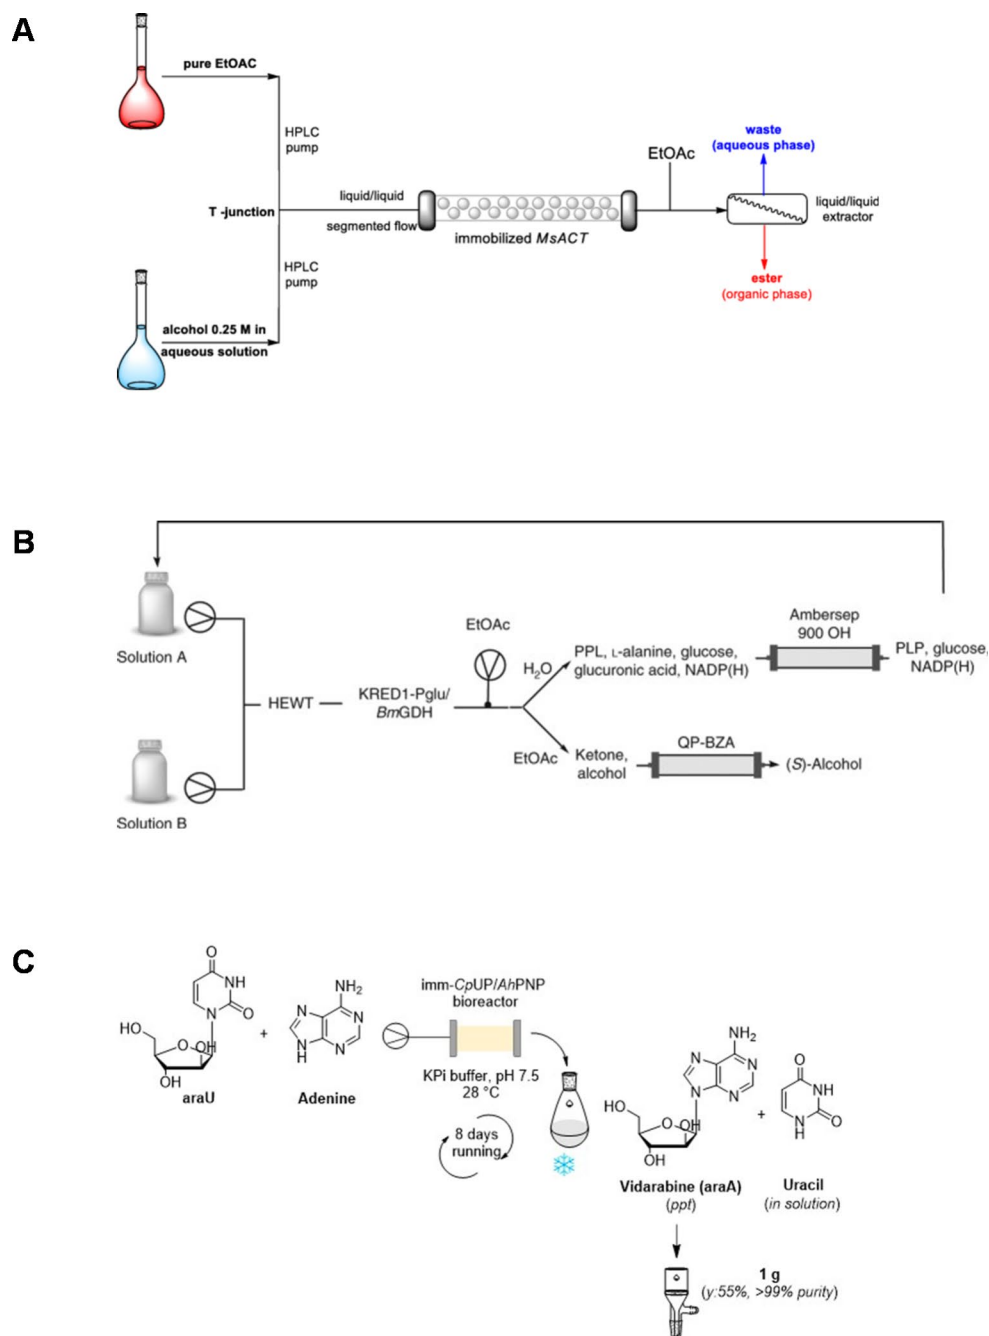 A
pure EtOAC
HPLC
pump
EtOAc
waste
(aqueous phase)
liquid/liquid
T -junction
segmented flow
immobilized MsACT
liquid/liquid
extractor
HPLC
pump
ester
(organic phase)
alcohol 0.25 M in
aqueous solution
B
Solution A
EtOAc
Ambersep
900 OH
H2O
PPL, L-alanine, glucose,
glucuronic acid, NADP(H)
PLP, glucose,
NADP(H)
HEWT
KRED1-Pglu/
BmGDH
EtOAc
Ketone,
alcohol
QP-BZA
(S)-Alcohol
Solution B
C
O
NH
N
O
HO
O
OH
OH
araU
+
NH2
N
N
N
H
N
Adenine
imm-CpUP/AhPNP
bioreactor
KPi buffer, pH 7.5
28 °C
8 days
running
NH2
N
N
N
N
HO
O
OH
OH
Vidarabine (araA)
(ppt)
+
O
NH
N
H
O
Uracil
(in solution)
1 g
(y:55%, >99% purity)